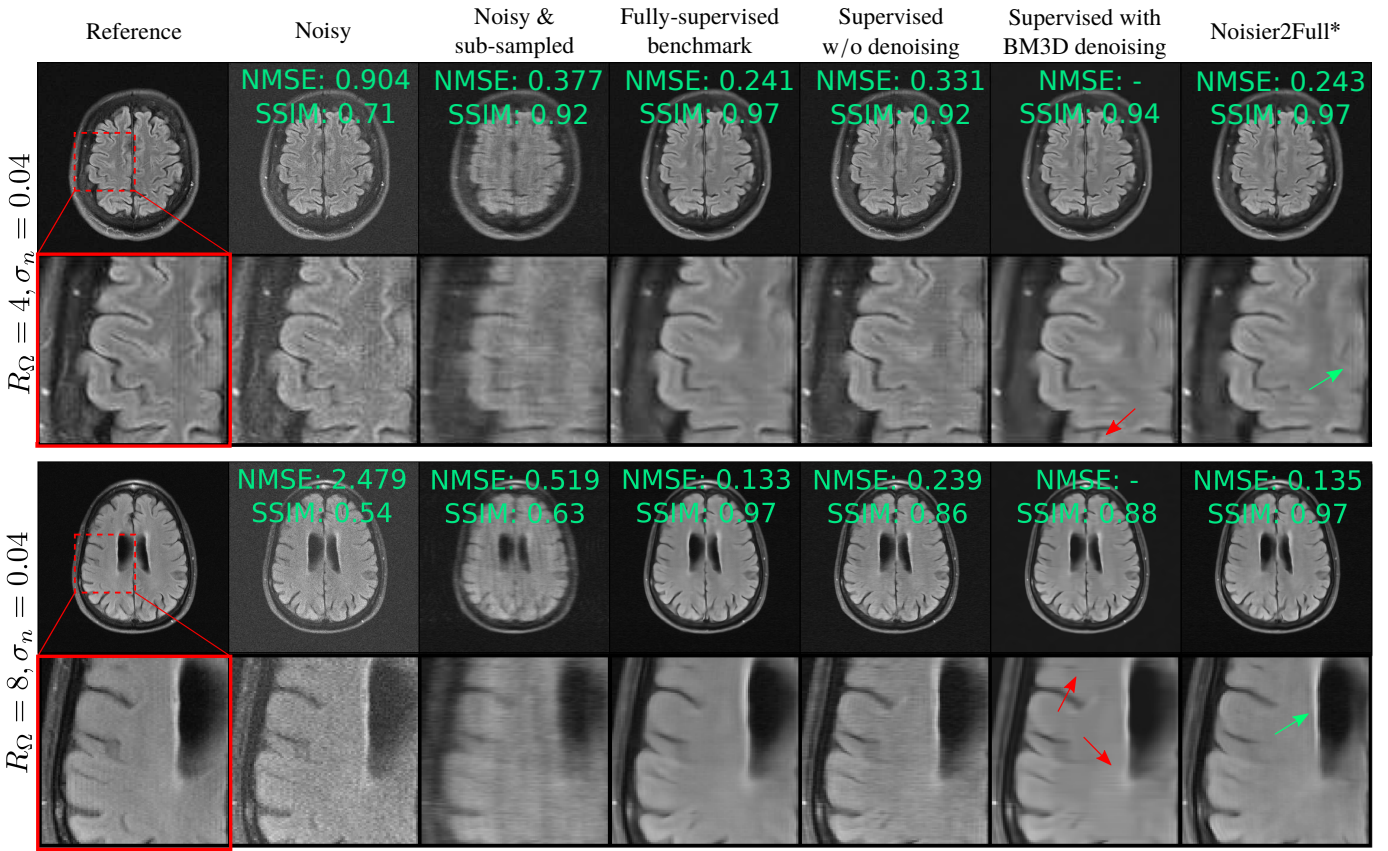 Reference
Noisy
Noisy &
sub-sampled
Fully-supervised
benchmark
Supervised
w/o denoising
Supervised with
BM3D denoising
Noisier2Full*
R_Ω = 4, σ_n = 0.04
NMSE: 0.904
SSIM: 0.71
NMSE: 0.377
SSIM: 0.92
NMSE: 0.241
SSIM: 0.97
NMSE: 0.331
SSIM: 0.92
NMSE: -
SSIM: 0.94
NMSE: 0.243
SSIM: 0.97
R_Ω = 8, σ_n = 0.04
NMSE: 2.479
SSIM: 0.54
NMSE: 0.519
SSIM: 0.63
NMSE: 0.133
SSIM: 0.97
NMSE: 0.239
SSIM: 0.86
NMSE: -
SSIM: 0.88
NMSE: 0.135
SSIM: 0.97